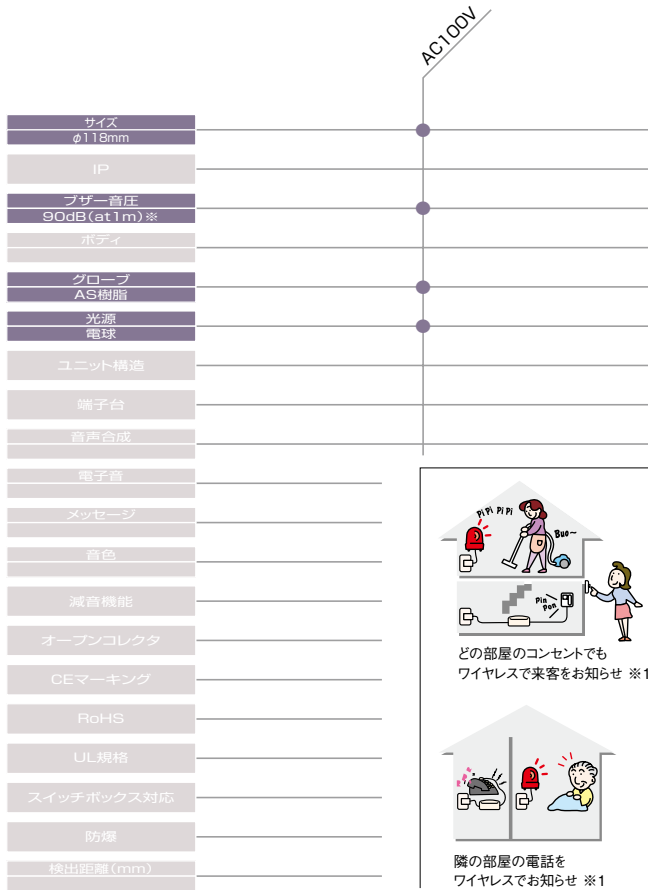 AC100V
サイズ
φ118mm
IP
ブザー音圧
90dB(at1m)※
ボディ
グローブ
AS樹脂
光源
電球
ユニット構造
端子台
音声合成
電子音
メッセージ
音色
減音機能
オープンコレクタ
CEマーキング
RoHS
UL規格
スイッチボックス対応
防爆
検出距離(mm)
Pi Pi Pi Pi
Buo~
Pin
Pon
どの部屋のコンセントでも
ワイヤレスで来客をお知らせ ※1
隣の部屋の電話を
ワイヤレスでお知らせ ※1